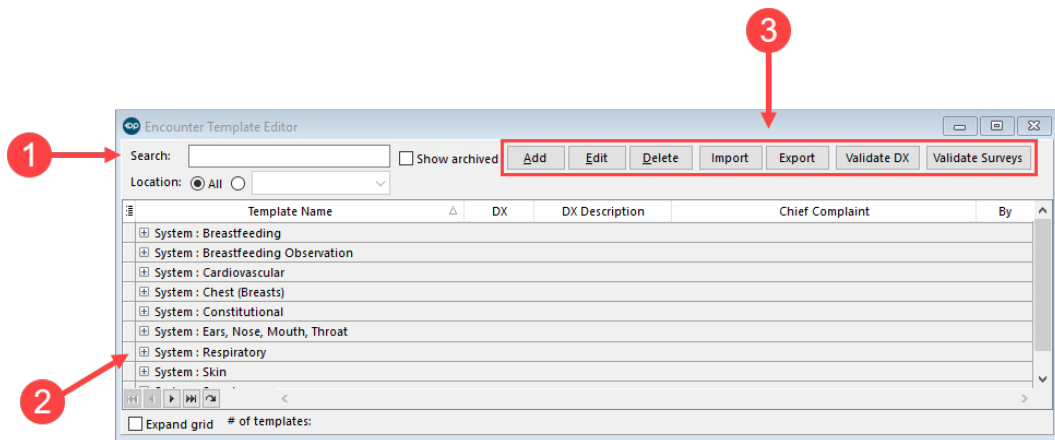 3
op Encounter Template Editor
1
Search: Show archived Add Edit Delete Import Export Validate DX Validate Surveys
Location: All
Template Name DX DX Description Chief Complaint By
System : Breastfeeding
System : Breastfeeding Observation
System : Cardiovascular
System : Chest (Breasts)
System : Constitutional
System : Ears, Nose, Mouth, Throat
System : Respiratory
System : Skin
2
Expand grid # of templates: